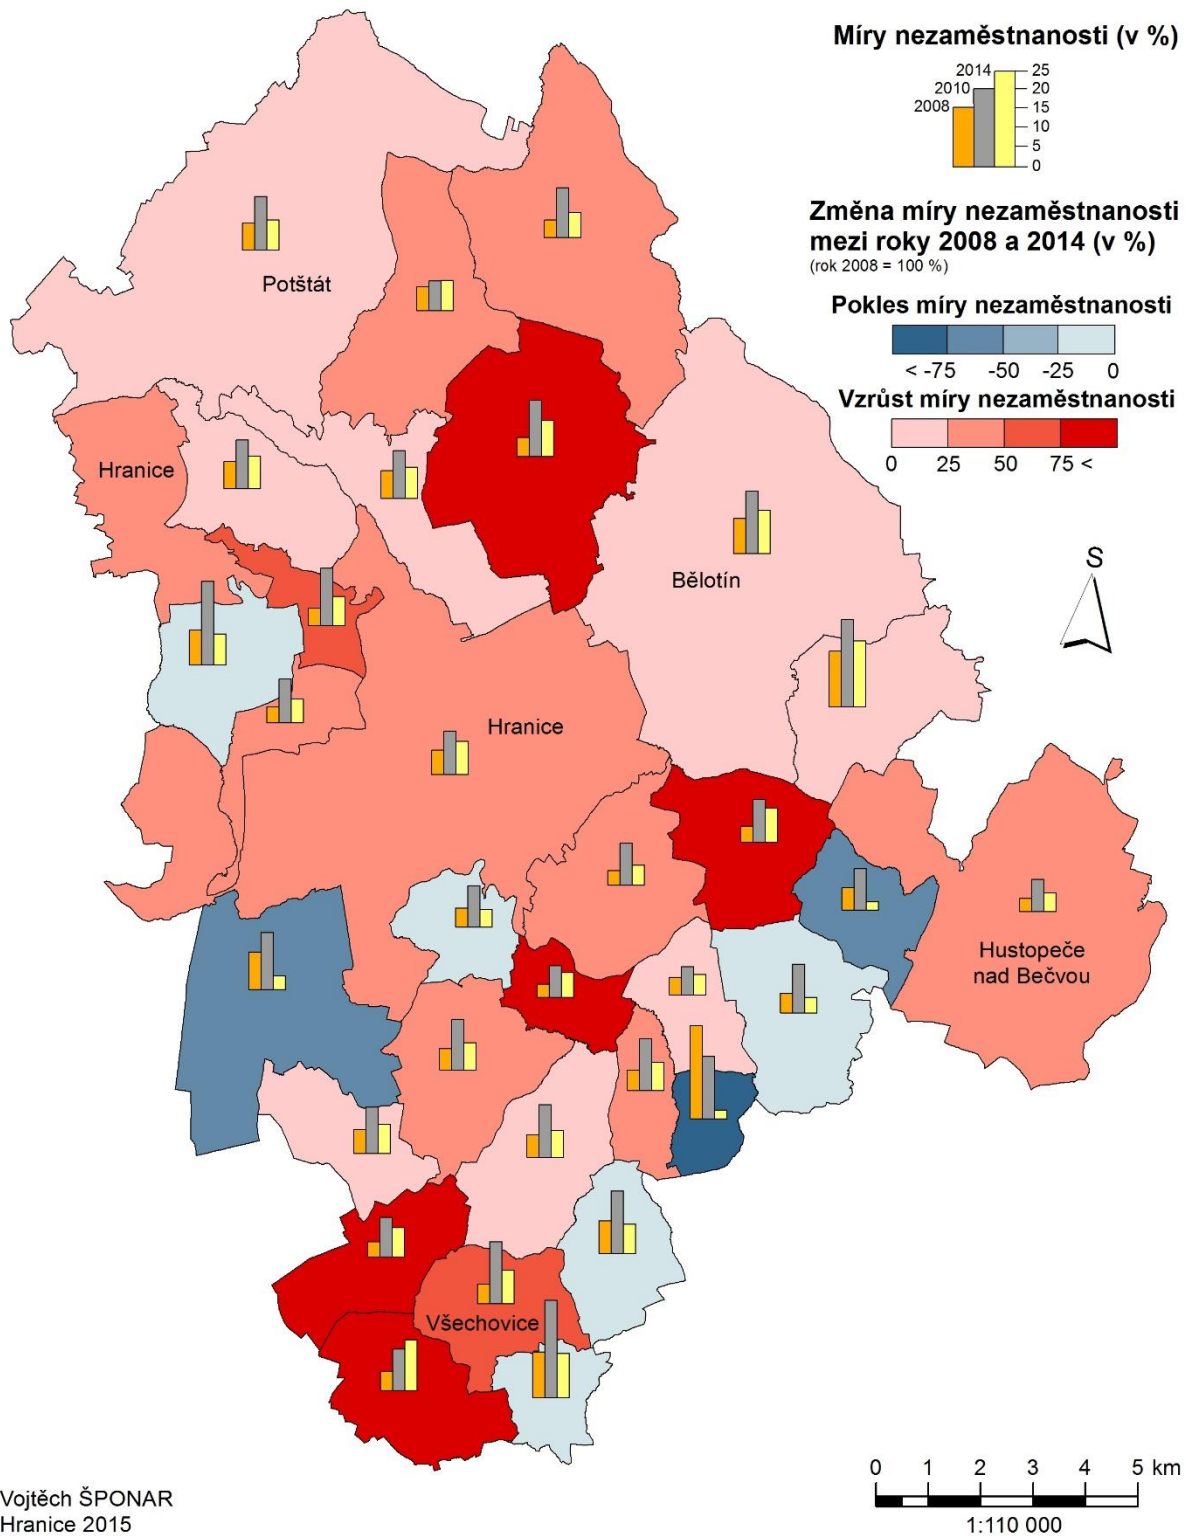 Míry nezaměstnanosti (v %)
2014
2010
2008
25
20
15
10
5
0
Změna míry nezaměstnanosti
mezi roky 2008 a 2014 (v %)
(rok 2008 = 100 %)
Pokles míry nezaměstnanosti
< -75 -50 -25 0
Vzrůst míry nezaměstnanosti
0 25 50 75 <
Potštát
Hranice
S
Bělotín
Hranice
Hustopeče
nad Bečvou
Všechovice
0 1 2 3 4 5 km
1:110 000
Vojtěch ŠPONAR
Hranice 2015